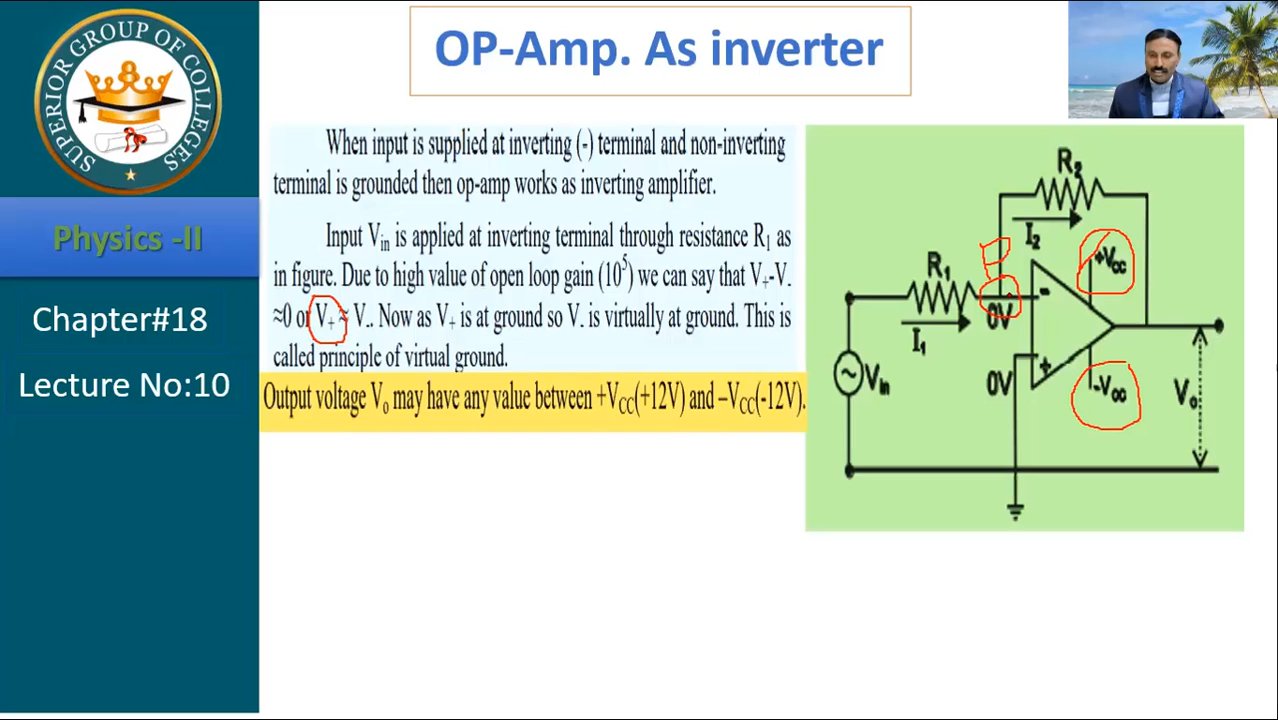 SUPERIOR GROUP OF COLLEGES
Physics -II
Chapter#18
Lecture No:10
OP-Amp. As inverter
When input is supplied at inverting (-) terminal and non-inverting
terminal is grounded then op-amp works as inverting amplifier.
Input Vin is applied at inverting terminal through resistance R1 as
in figure. Due to high value of open loop gain (10⁵) we can say that V+-V-
≈0 or V+ ≈ V-. Now as V+ is at ground so V- is virtually at ground. This is
called principle of virtual ground.
Output voltage Vo may have any value between +VCC(+12V) and –VCC(-12V).
R2
I2
P
R1
+Vcc
-
0V
I1
+
Vin
0V
-Vcc
Vo